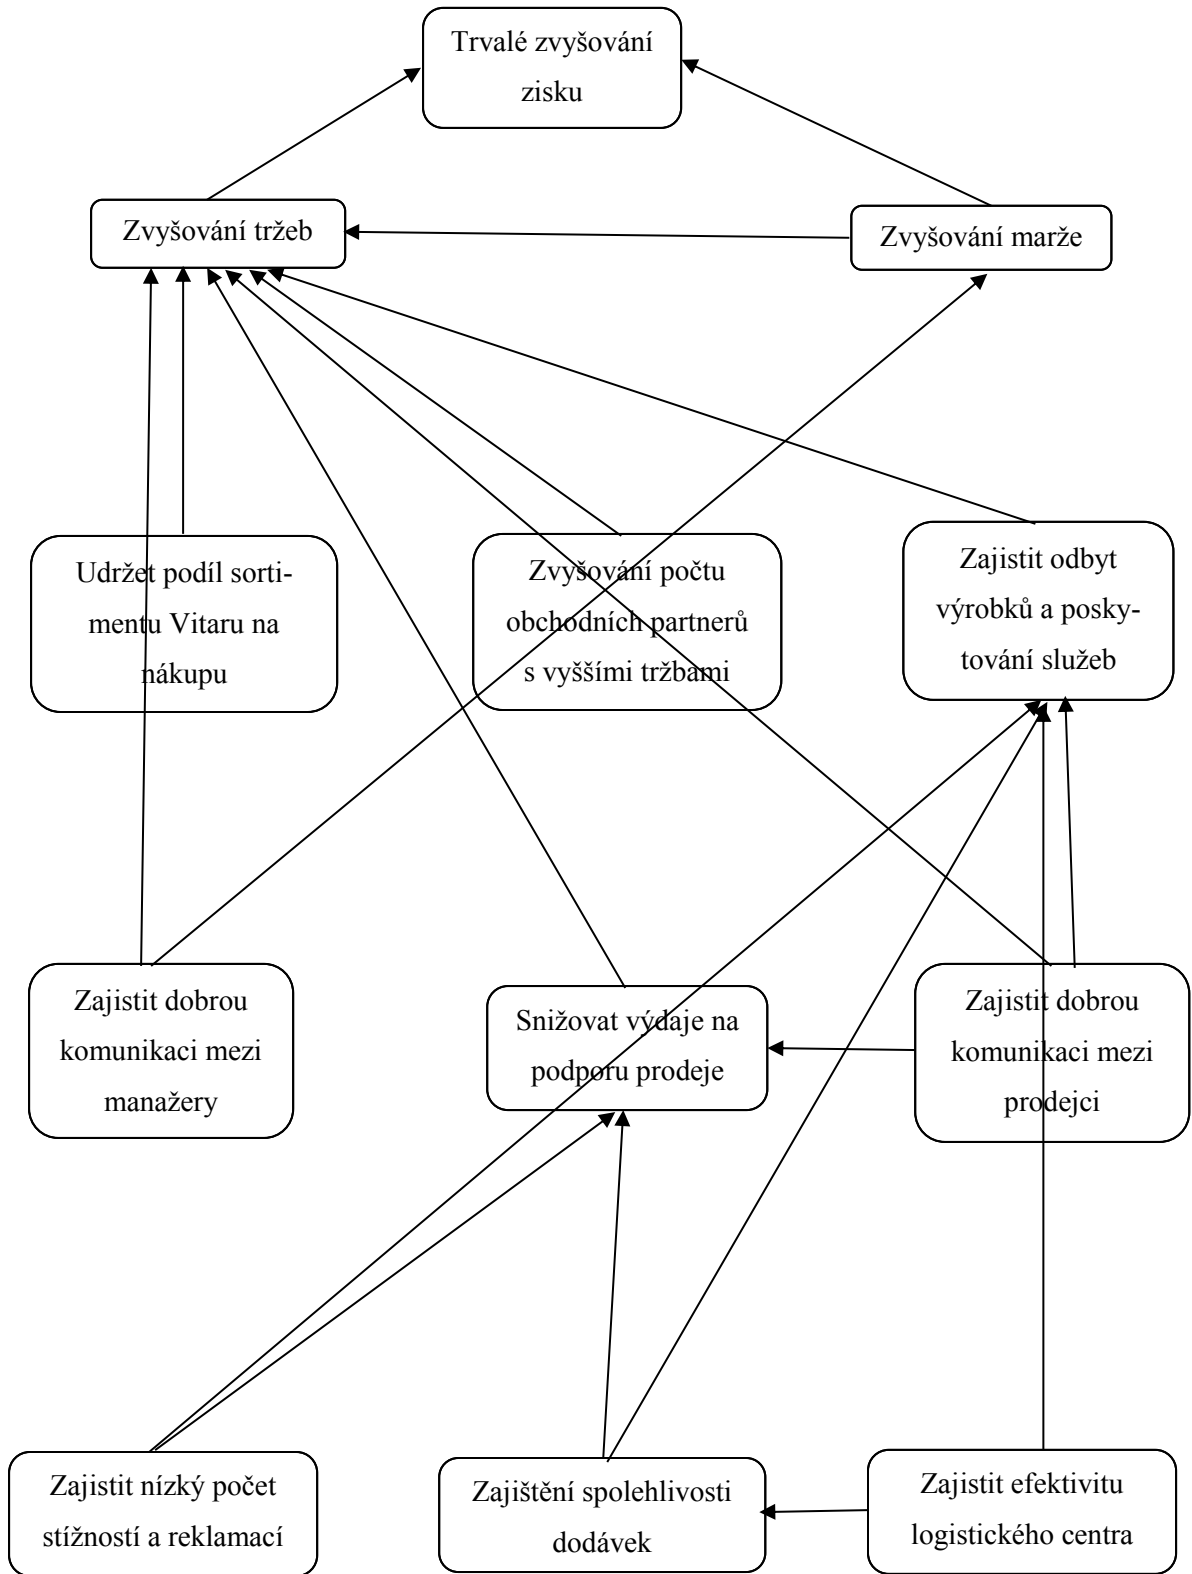 Trvalé zvyšování
zisku
Zvyšování tržeb
Zvyšování marže
Udržet podíl sorti-
mentu Vitaru na
nákupu
Zvyšování počtu
obchodních partnerů
s vyššími tržbami
Zajistit odbyt
výrobků a posky-
tování služeb
Zajistit dobrou
komunikaci mezi
manažery
Snižovat výdaje na
podporu prodeje
Zajistit dobrou
komunikaci mezi
prodejci
Zajistit nízký počet
stížností a reklamací
Zajištění spolehlivosti
dodávek
Zajistit efektivitu
logistického centra